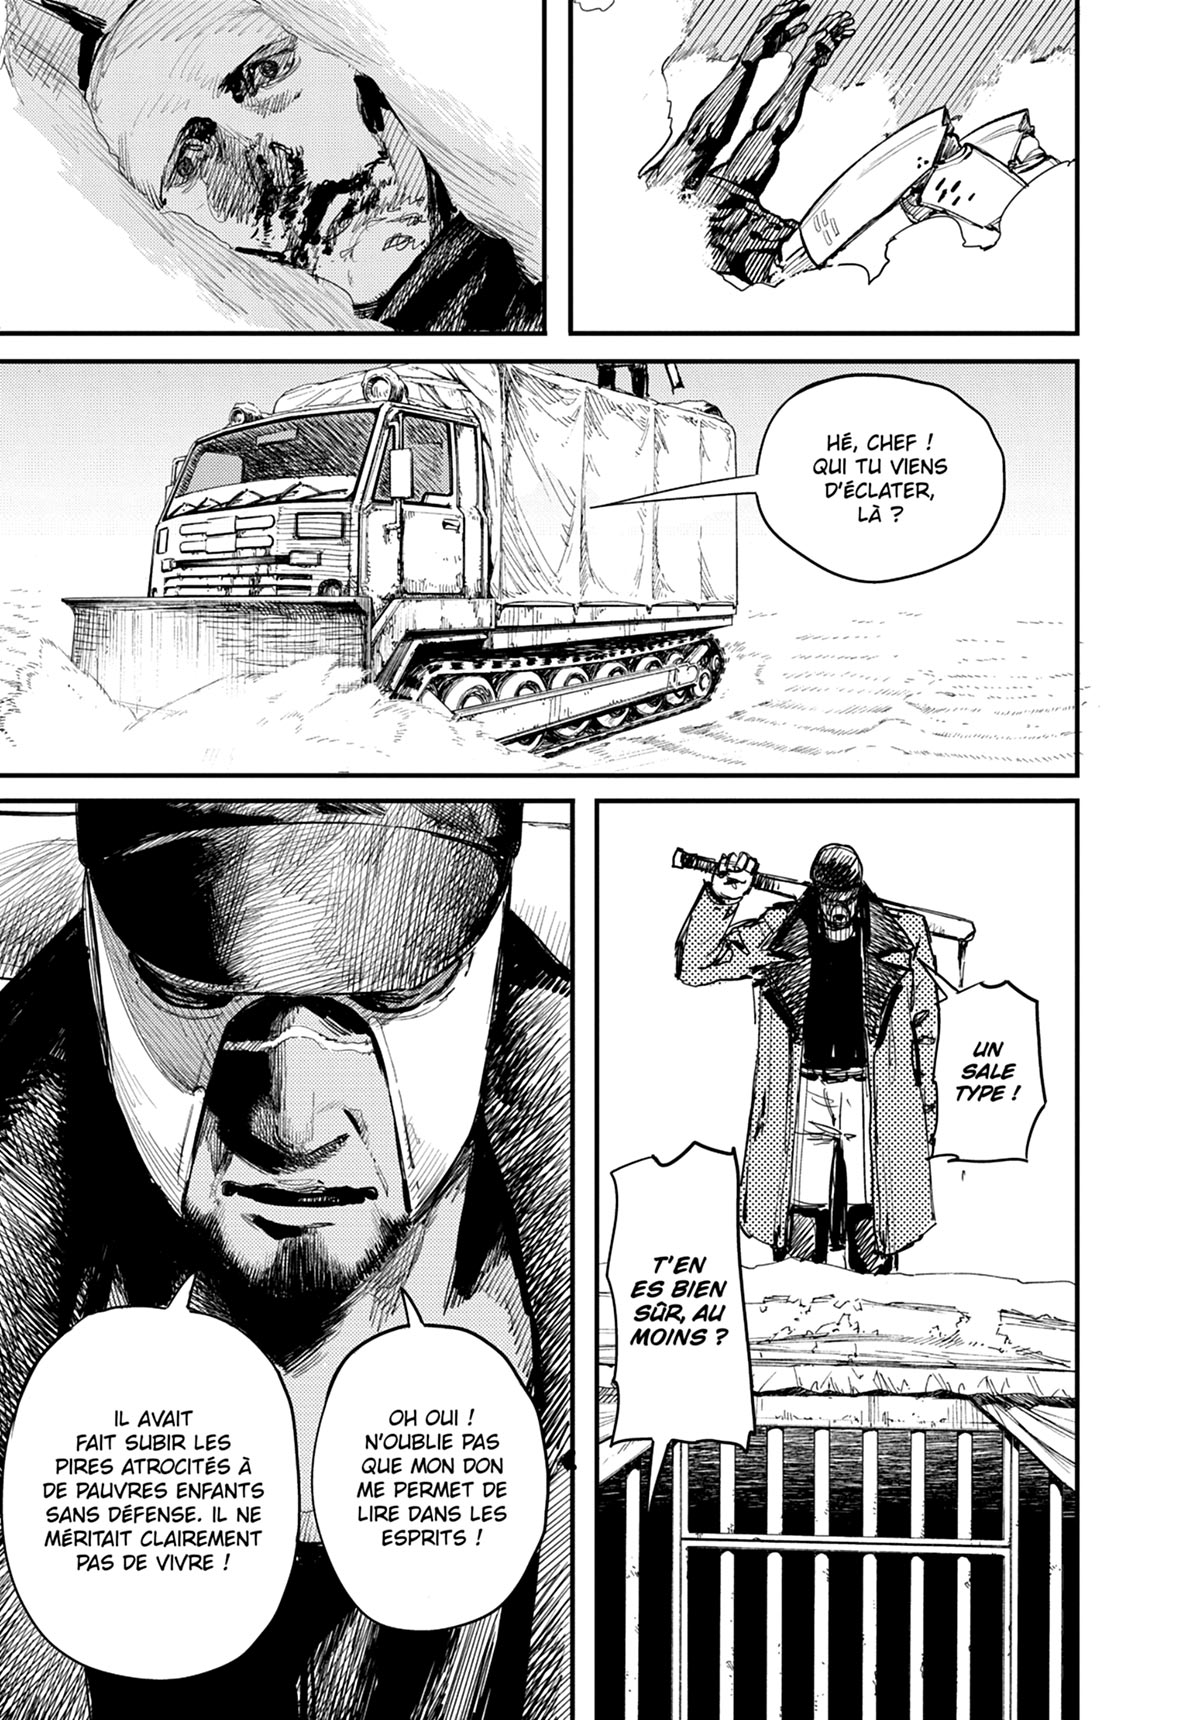 HÉ, CHEF !
QUI TU VIENS
D'ÉCLATER,
LÀ ?
UN
SALE
TYPE !
T'EN
ES BIEN
SÛR, AU
MOINS ?
OH OUI !
N'OUBLIE PAS
QUE MON DON
ME PERMET DE
LIRE DANS LES
ESPRITS !
IL AVAIT
FAIT SUBIR LES
PIRES ATROCITÉS À
DE PAUVRES ENFANTS
SANS DÉFENSE. IL NE
MÉRITAIT CLAIREMENT
PAS DE VIVRE !